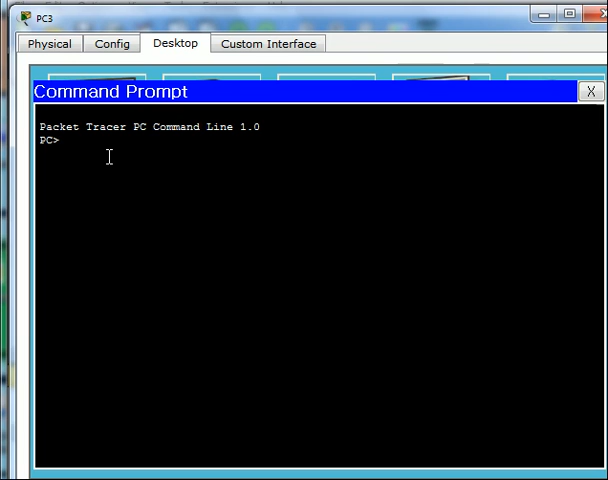 PC3
Physical Config Desktop Custom Interface
Command Prompt X
Packet Tracer PC Command Line 1.0
PC>